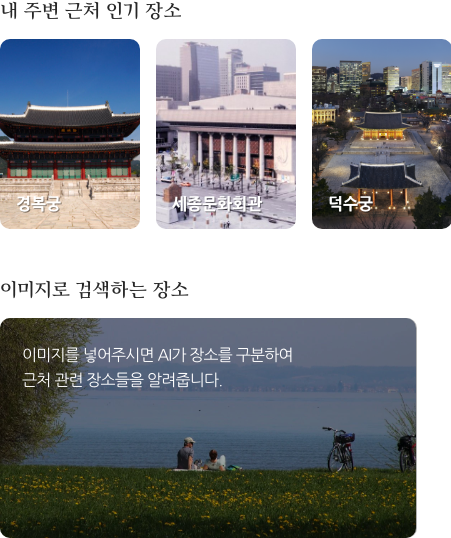 내 주변 근처 인기 장소
경복궁
세종문화회관
덕수궁
이미지로 검색하는 장소
이미지를 넣어주시면 AI가 장소를 구분하여
근처 관련 장소들을 알려줍니다.